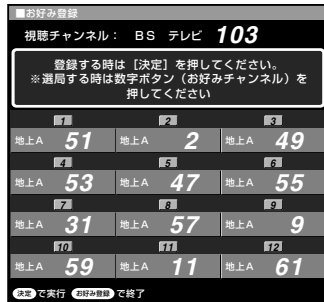 ■お好み登録
視聴チャンネル： ＢＳ テレビ 103
登録する時は［決定］を押してください。
※選局する時は数字ボタン（お好みチャンネル）を
押してください
1 2 3
地上A 51 地上A 2 地上A 49
4 5 6
地上A 53 地上A 47 地上A 55
7 8 9
地上A 31 地上A 57 地上A 9
10 11 12
地上A 59 地上A 11 地上A 61
決定で実行 お好み登録で終了